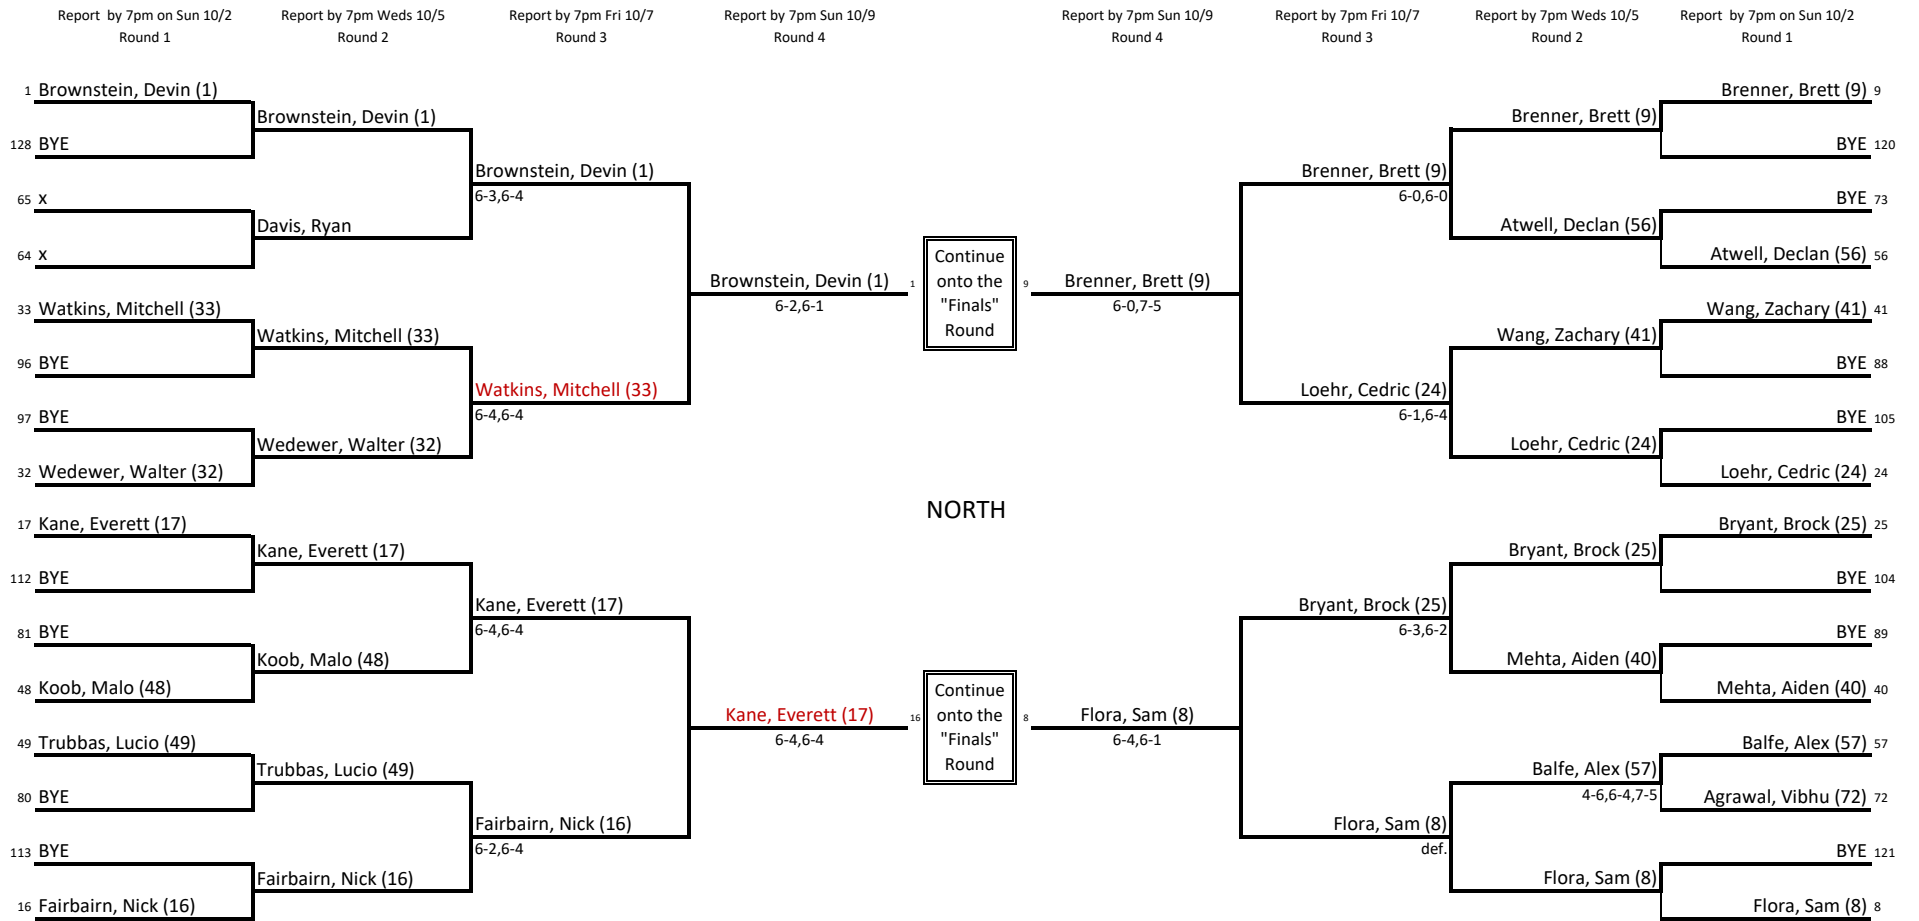 Report by 7pm on Sun 10/2
Round 1
Report by 7pm Weds 10/5
Round 2
Report by 7pm Fri 10/7
Round 3
Report by 7pm Sun 10/9
Round 4
Report by 7pm Sun 10/9
Round 4
Report by 7pm Fri 10/7
Round 3
Report by 7pm Weds 10/5
Round 2
Report by 7pm on Sun 10/2
Round 1
1 Brownstein, Devin (1)
128 BYE
65 x
64 x
33 Watkins, Mitchell (33)
96 BYE
97 BYE
32 Wedewer, Walter (32)
17 Kane, Everett (17)
112 BYE
81 BYE
48 Koob, Malo (48)
49 Trubbas, Lucio (49)
80 BYE
113 BYE
16 Fairbairn, Nick (16)
Brownstein, Devin (1)
Davis, Ryan
Watkins, Mitchell (33)
Wedewer, Walter (32)
Kane, Everett (17)
Koob, Malo (48)
Trubbas, Lucio (49)
Fairbairn, Nick (16)
Brownstein, Devin (1)
6-3,6-4
Watkins, Mitchell (33)
6-4,6-4
Kane, Everett (17)
6-4,6-4
Fairbairn, Nick (16)
6-2,6-4
Brownstein, Devin (1) 1
6-2,6-1
Kane, Everett (17) 16
6-4,6-4
Continue
onto the
"Finals"
Round
NORTH
Continue
onto the
"Finals"
Round
9 Brenner, Brett (9)
6-0,7-5
8 Flora, Sam (8)
6-4,6-1
Brenner, Brett (9)
6-0,6-0
Loehr, Cedric (24)
6-1,6-4
Bryant, Brock (25)
6-3,6-2
Flora, Sam (8)
def.
Brenner, Brett (9)
Atwell, Declan (56)
Wang, Zachary (41)
Loehr, Cedric (24)
Bryant, Brock (25)
Mehta, Aiden (40)
Balfe, Alex (57)
4-6,6-4,7-5
Flora, Sam (8)
Brenner, Brett (9) 9
BYE 120
BYE 73
Atwell, Declan (56) 56
Wang, Zachary (41) 41
BYE 88
BYE 105
Loehr, Cedric (24) 24
Bryant, Brock (25) 25
BYE 104
BYE 89
Mehta, Aiden (40) 40
Balfe, Alex (57) 57
Agrawal, Vibhu (72) 72
BYE 121
Flora, Sam (8) 8